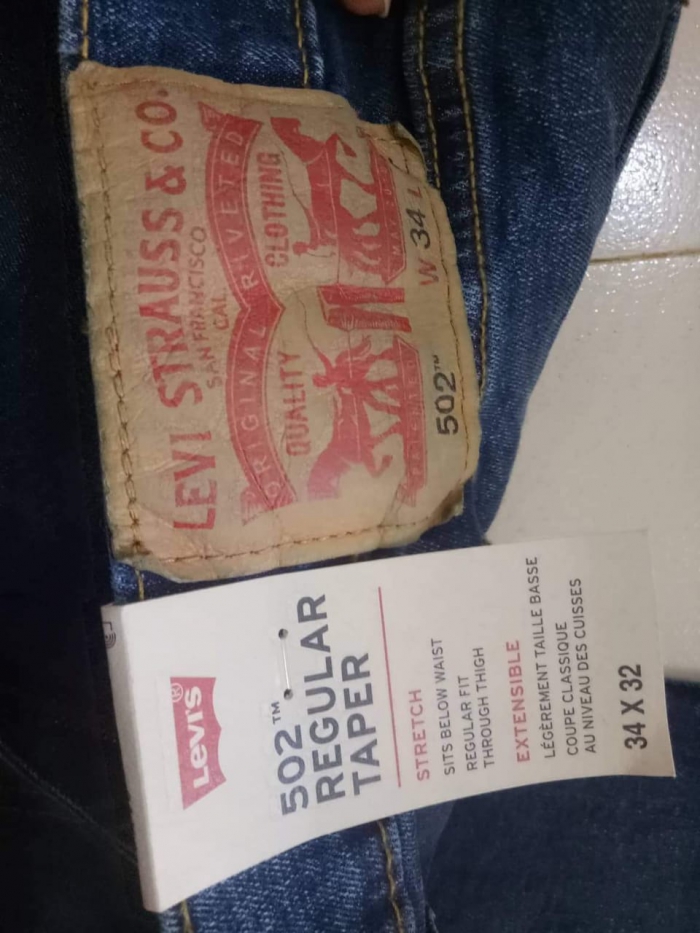 LEVI STRAUSS & CO.
SAN FRANCISCO
CAL.
ORIGINAL RIVETED
QUALITY CLOTHING
502™ W 34 L
Levi's®
502™
REGULAR
TAPER
STRETCH
SITS BELOW WAIST
REGULAR FIT
THROUGH THIGH
EXTENSIBLE
LÉGÈREMENT TAILLE BASSE
COUPE CLASSIQUE
AU NIVEAU DES CUISSES
34 X 32